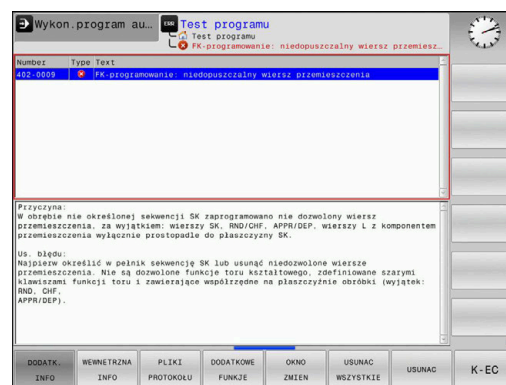 Wykon.program au…
ERR
Test programu
Test programu
FK-programowanie: niedopuszczalny wiersz przemiesz…
Number Type Text
402-0009 FK-programowanie: niedopuszczalny wiersz przemieszczenia
Przyczyna:
W obrębie nie określonej sekwencji SK zaprogramowano nie dozwolony wiersz
przemieszczenia, za wyjątkiem: wierszy SK, RND/CHF, APPR/DEP, wierszy L z komponentem
przemieszczenia wyłącznie prostopadle do płaszczyzny SK.
Us. błędu:
Najpierw określić w pełnik sekwencję SK lub usunąć niedozwolone wiersze
przemieszczenia. Nie są dozwolone funkcje toru kształtowego, zdefiniowane szarymi
klawiszami funkcji toru i zawierające współrzędne na płaszczyźnie obróbki (wyjątek:
RND, CHF,
APPR/DEP).
DODATK. INFO
WEWNETRZNA INFO
PLIKI PROTOKOŁU
DODATKOWE FUNKJE
OKNO ZMIEN
USUNAC WSZYSTKIE
USUNAC
K-EC